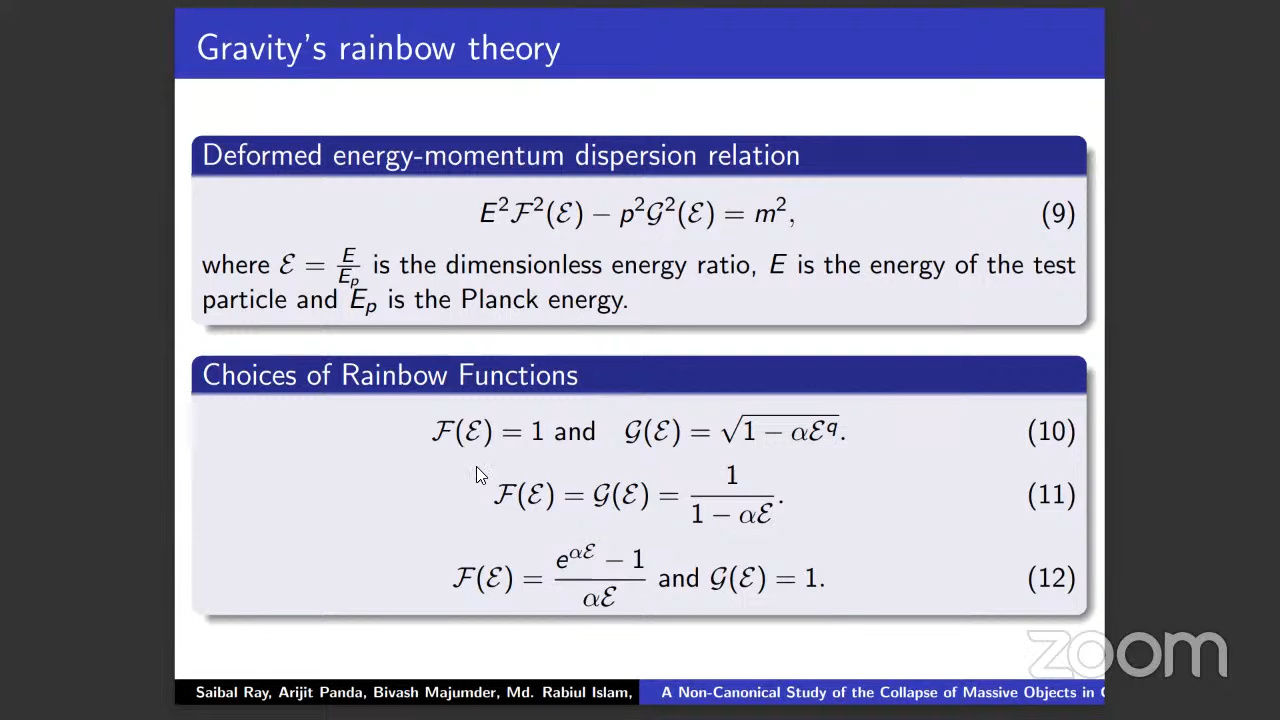 Gravity's rainbow theory
Deformed energy-momentum dispersion relation
E²ℱ²(ℰ) − p²𝒢²(ℰ) = m², (9)
where ℰ = E/Eₚ is the dimensionless energy ratio, E is the energy of the test
particle and Eₚ is the Planck energy.
Choices of Rainbow Functions
ℱ(ℰ) = 1 and 𝒢(ℰ) = √(1 − αℰ^q). (10)
ℱ(ℰ) = 𝒢(ℰ) = 1/(1 − αℰ). (11)
ℱ(ℰ) = (e^{αℰ} − 1)/(αℰ) and 𝒢(ℰ) = 1. (12)
zoom
Saibal Ray, Arijit Panda, Bivash Majumder, Md. Rabiul Islam, A Non-Canonical Study of the Collapse of Massive Objects in